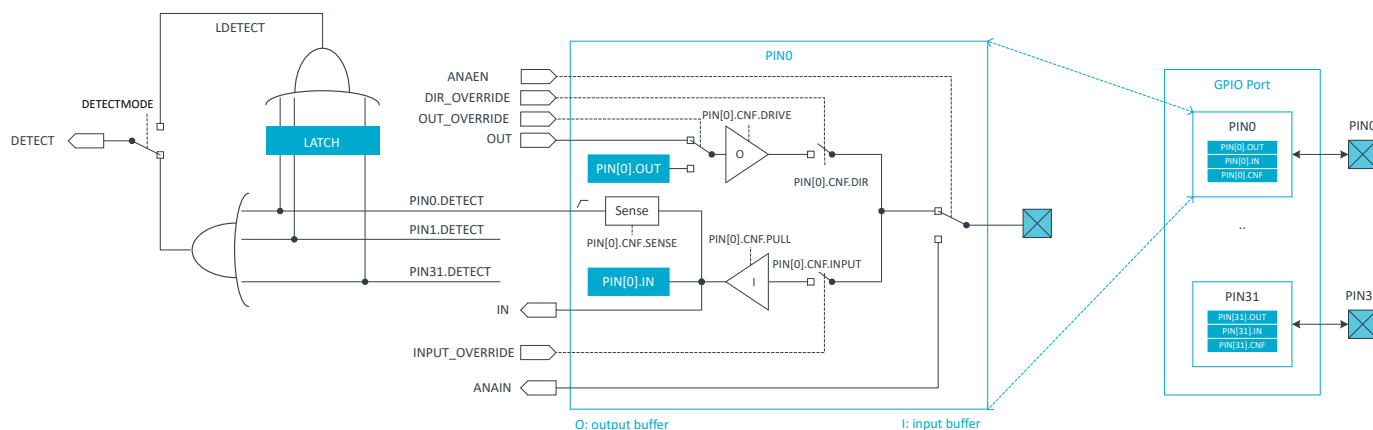 LDETECT
DETECTMODE
DETECT
LATCH
PIN0.DETECT
PIN1.DETECT
PIN31.DETECT
ANAEN
DIR_OVERRIDE
OUT_OVERRIDE
OUT
IN
INPUT_OVERRIDE
ANAIN
PIN0
PIN[0].CNF.DRIVE
O
PIN[0].OUT
PIN[0].CNF.DIR
Sense
PIN[0].CNF.SENSE
PIN[0].CNF.PULL
PIN[0].CNF.INPUT
PIN[0].IN
I
O: output buffer
I: input buffer
GPIO Port
PIN0
PIN[0].OUT
PIN[0].IN
PIN[0].CNF
PIN0
..
PIN31
PIN[31].OUT
PIN[31].IN
PIN[31].CNF
PIN3